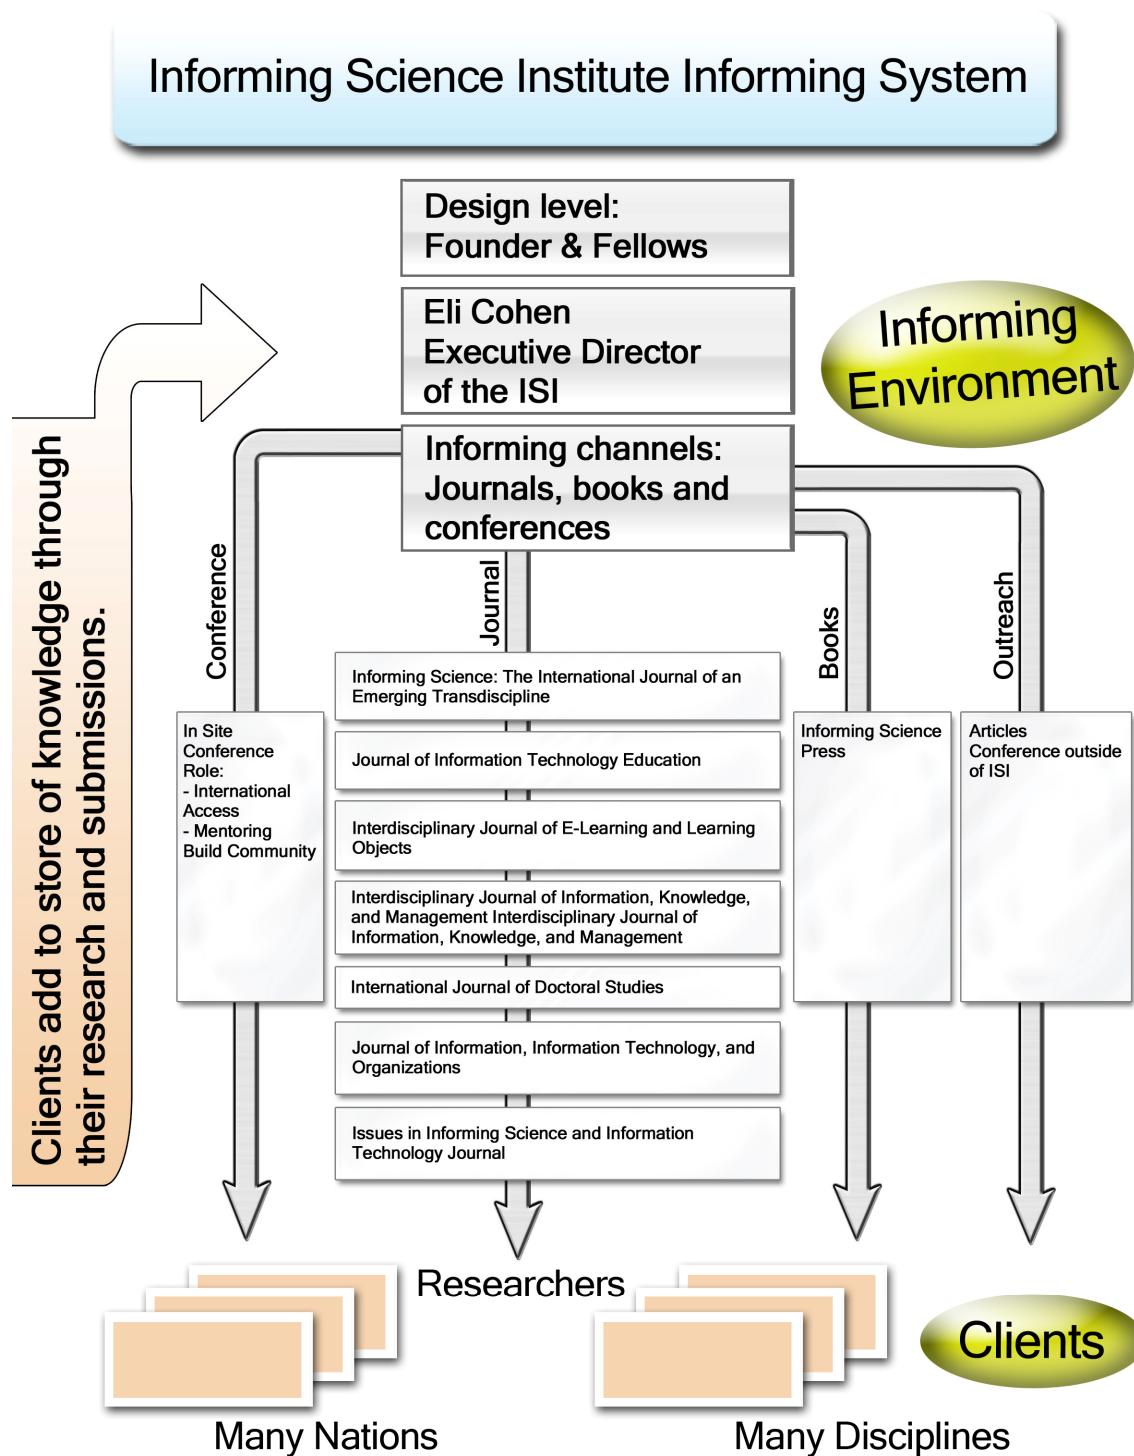 Informing Science Institute Informing System
Design level:
Founder & Fellows
Eli Cohen
Executive Director
of the ISI
Informing
Environment
Informing channels:
Journals, books and
conferences
Clients add to store of knowledge through
their research and submissions.
Conference
Journal
Books
Outreach
In Site
Conference
Role:
- International
Access
- Mentoring
Build Community
Informing Science: The International Journal of an
Emerging Transdiscipline
Journal of Information Technology Education
Interdisciplinary Journal of E-Learning and Learning
Objects
Interdisciplinary Journal of Information, Knowledge,
and Management Interdisciplinary Journal of
Information, Knowledge, and Management
International Journal of Doctoral Studies
Journal of Information, Information Technology, and
Organizations
Issues in Informing Science and Information
Technology Journal
Informing Science
Press
Articles
Conference outside
of ISI
Researchers
Clients
Many Nations
Many Disciplines